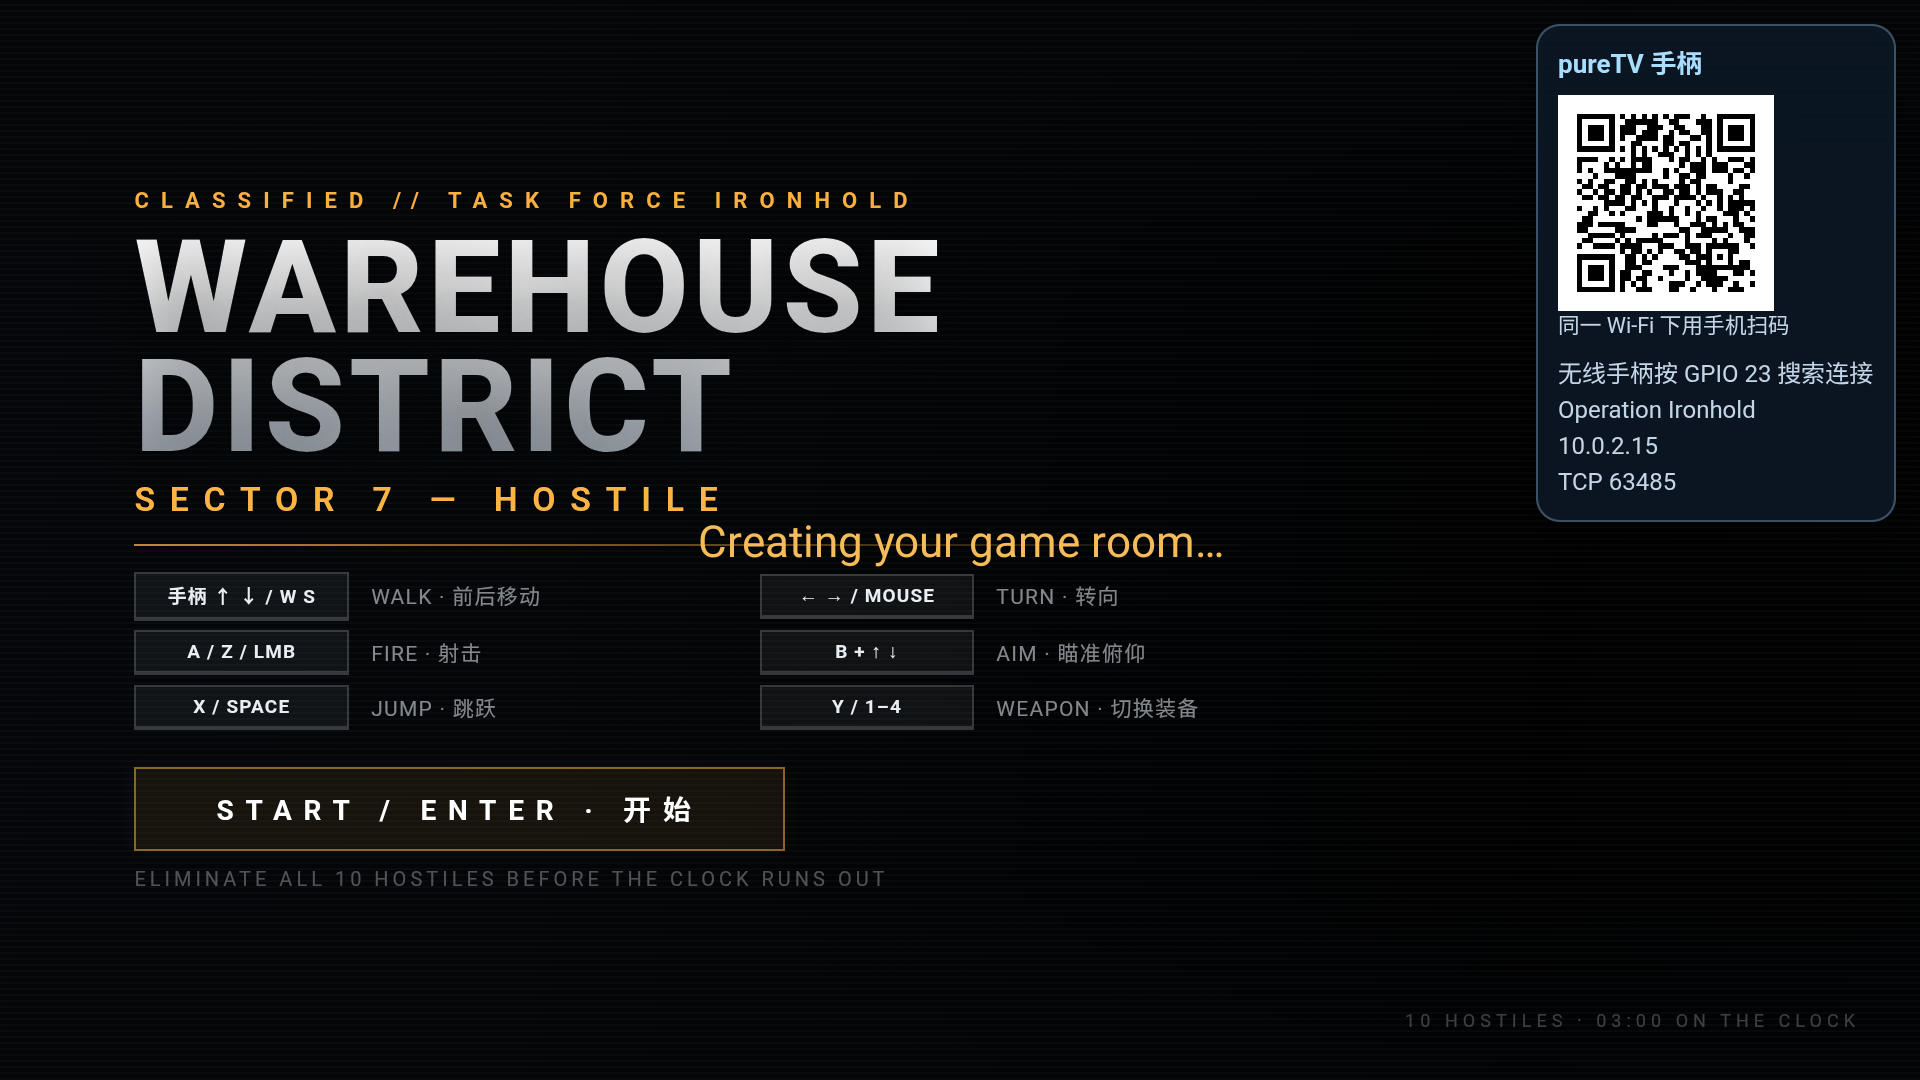 CLASSIFIED // TASK FORCE IRONHOLD
WAREHOUSE
DISTRICT
SECTOR 7 — HOSTILE
Creating your game room...
手柄 ↑ ↓ / W S
WALK · 前后移动
← → / MOUSE
TURN · 转向
A / Z / LMB
FIRE · 射击
B + ↑ ↓
AIM · 瞄准俯仰
X / SPACE
JUMP · 跳跃
Y / 1–4
WEAPON · 切换装备
START / ENTER · 开始
ELIMINATE ALL 10 HOSTILES BEFORE THE CLOCK RUNS OUT
pureTV 手柄
同一 Wi-Fi 下用手机扫码
无线手柄按 GPIO 23 搜索连接
Operation Ironhold
10.0.2.15
TCP 63485
10 HOSTILES · 03:00 ON THE CLOCK